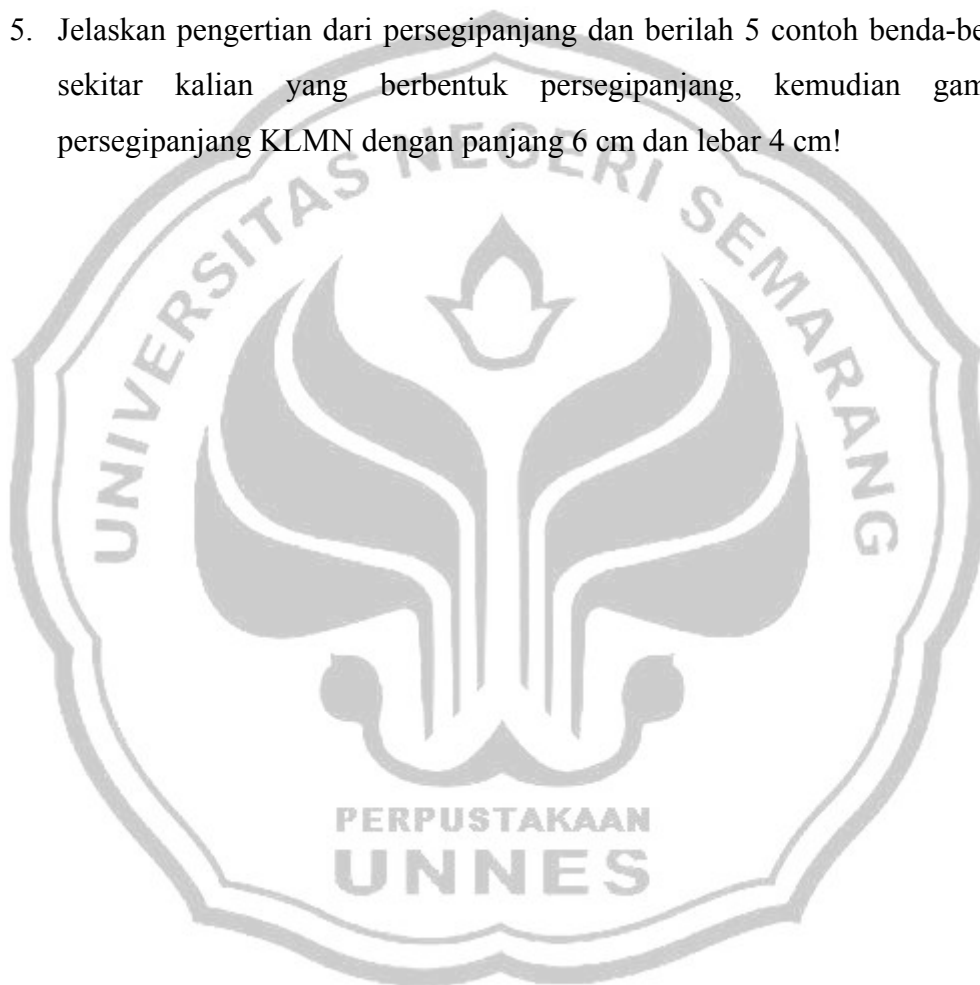 5. Jelaskan pengertian dari persegipanjang dan berilah 5 contoh benda-be
sekitar kalian yang berbentuk persegipanjang, kemudian gam
persegipanjang KLMN dengan panjang 6 cm dan lebar 4 cm!
UNIVERSITAS NEGERI SEMARANG
PERPUSTAKAAN
UNNES